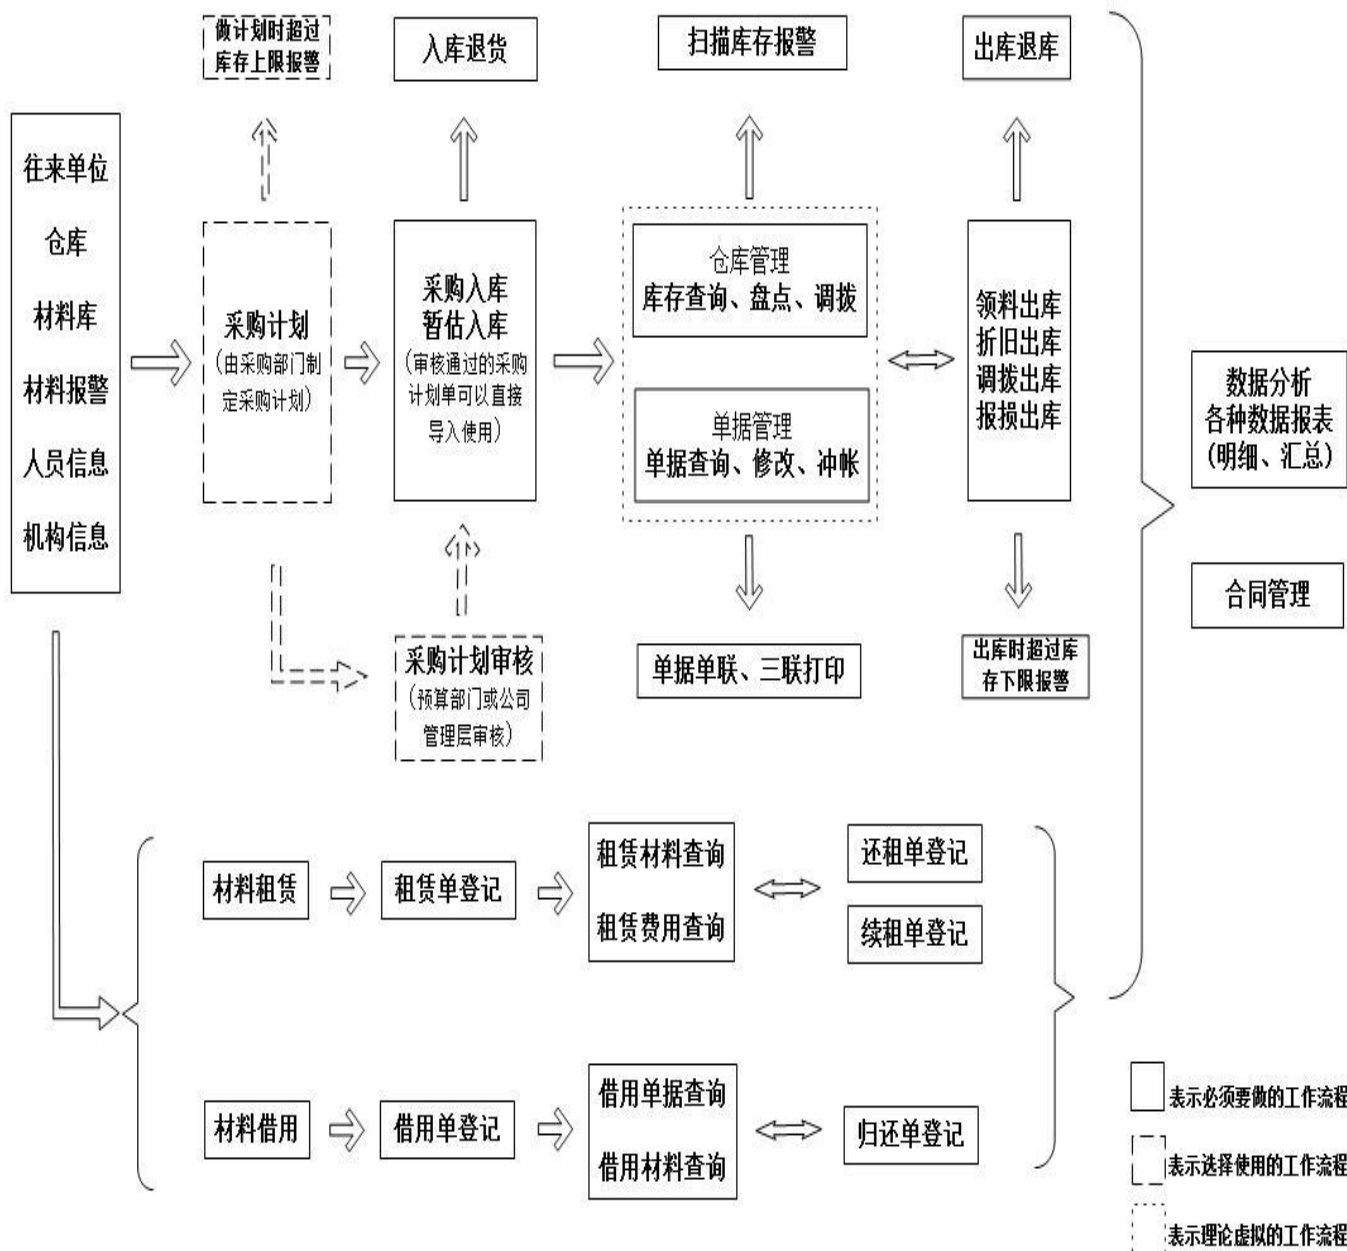 做计划时超过
库存上限报警
入库退货
扫描库存报警
出库退库
往来单位
仓库
材料库
材料报警
人员信息
机构信息
采购计划
（由采购部门制
定采购计划）
采购入库
暂估入库
（审核通过的采购
计划单可以直接
导入使用）
仓库管理
库存查询、盘点、调拨
单据管理
单据查询、修改、冲帐
领料出库
折旧出库
调拨出库
报损出库
数据分析
各种数据报表
（明细、汇总）
合同管理
采购计划审核
（预算部门或公司
管理层审核）
单据单联、三联打印
出库时超过库
存下限报警
材料租赁
租赁单登记
租赁材料查询
租赁费用查询
还租单登记
续租单登记
材料借用
借用单登记
借用单据查询
借用材料查询
归还单登记
表示必须要做的工作流程
表示选择使用的工作流程
表示理论虚拟的工作流程